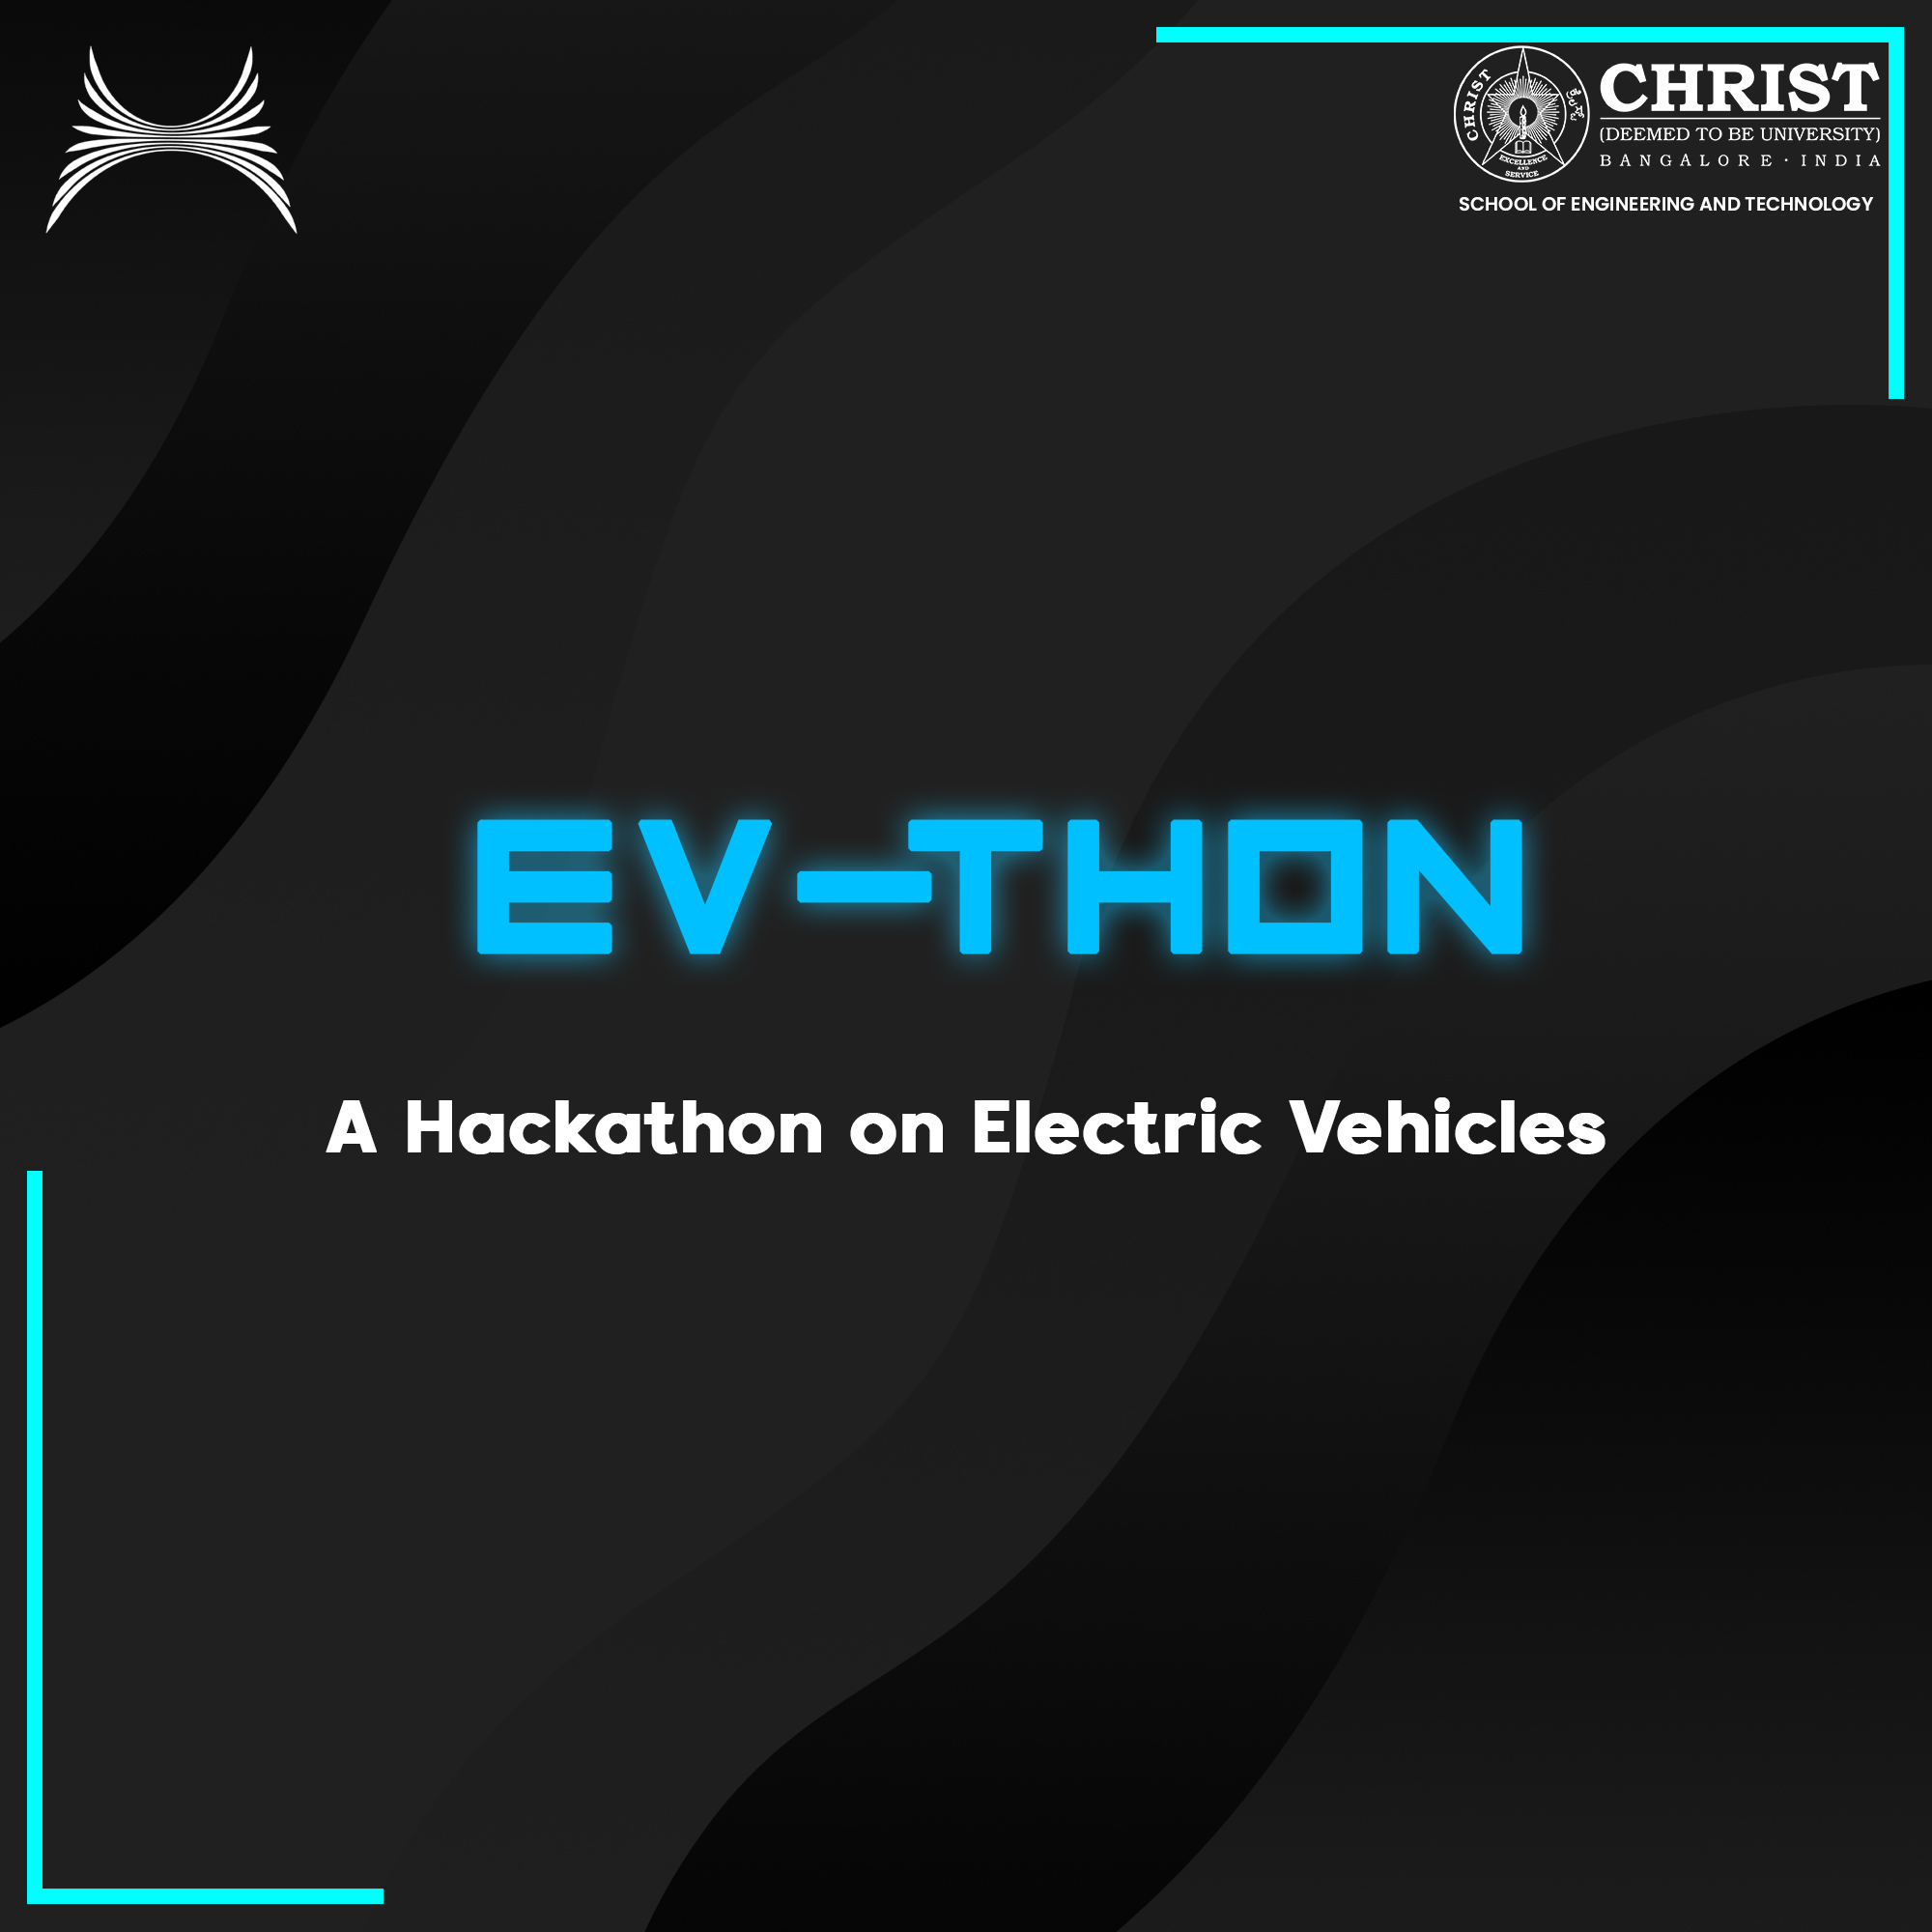 CHRIST
EXCELLENCE
AND
SERVICE
CHRIST
(DEEMED TO BE UNIVERSITY)
BANGALORE · INDIA
SCHOOL OF ENGINEERING AND TECHNOLOGY
EV-THON
A Hackathon on Electric Vehicles